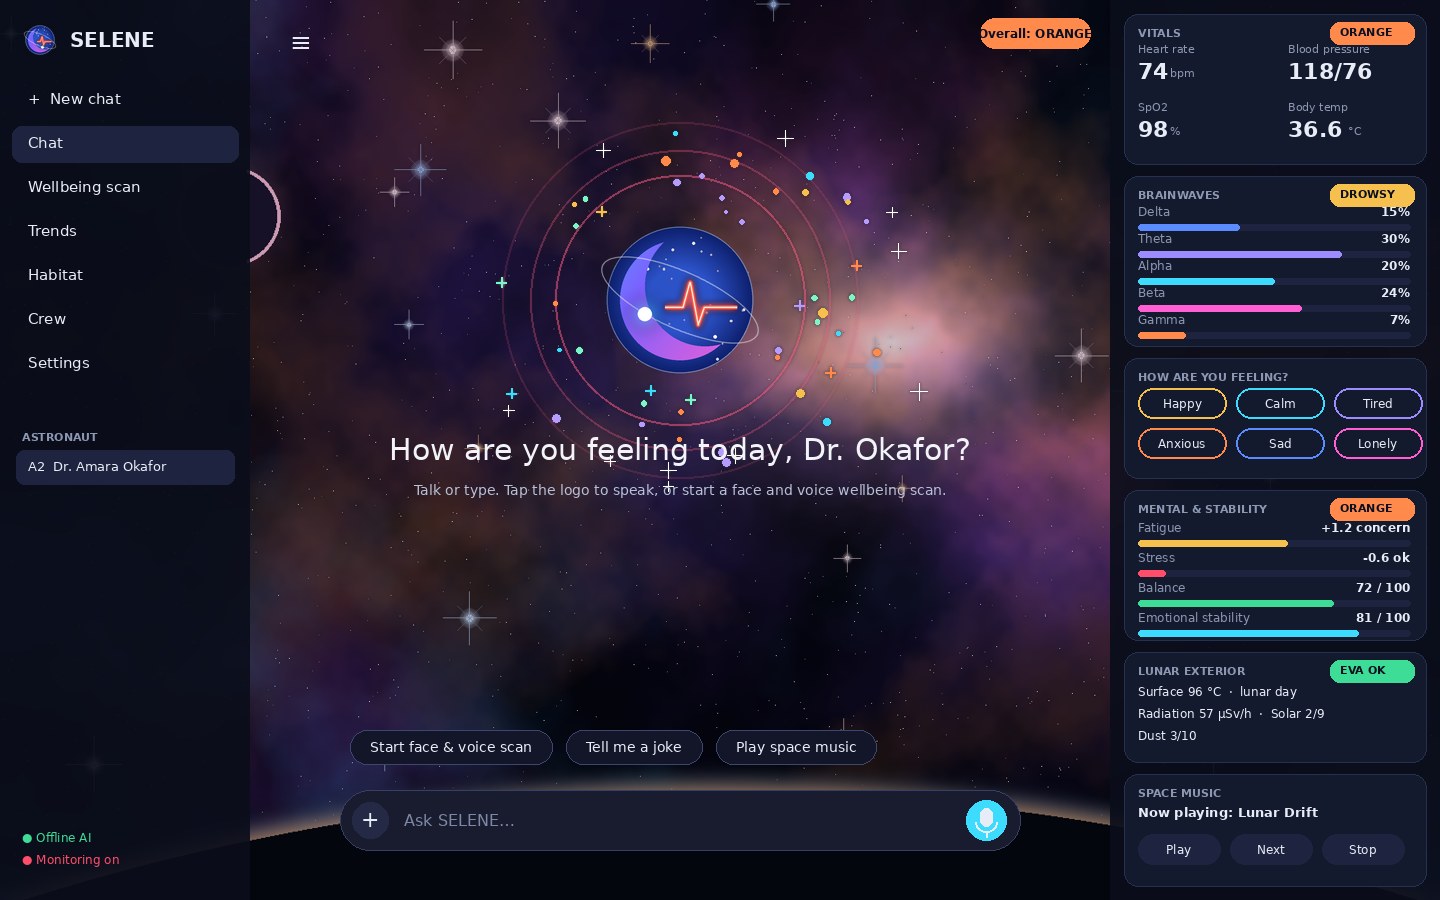 SELENE
+ New chat
Chat
Wellbeing scan
Trends
Habitat
Crew
Settings
ASTRONAUT
A2 Dr. Amara Okafor
Offline AI
Monitoring on
Overall: ORANGE
How are you feeling today, Dr. Okafor?
Talk or type. Tap the logo to speak, or start a face and voice wellbeing scan.
Start face & voice scan
Tell me a joke
Play space music
+
Ask SELENE...
VITALS
ORANGE
Heart rate
Blood pressure
74 bpm
118/76
SpO2
Body temp
98 %
36.6 °C
BRAINWAVES
DROWSY
Delta 15%
Theta 30%
Alpha 20%
Beta 24%
Gamma 7%
HOW ARE YOU FEELING?
Happy
Calm
Tired
Anxious
Sad
Lonely
MENTAL & STABILITY
ORANGE
Fatigue +1.2 concern
Stress -0.6 ok
Balance 72 / 100
Emotional stability 81 / 100
LUNAR EXTERIOR
EVA OK
Surface 96 °C · lunar day
Radiation 57 µSv/h · Solar 2/9
Dust 3/10
SPACE MUSIC
Now playing: Lunar Drift
Play
Next
Stop